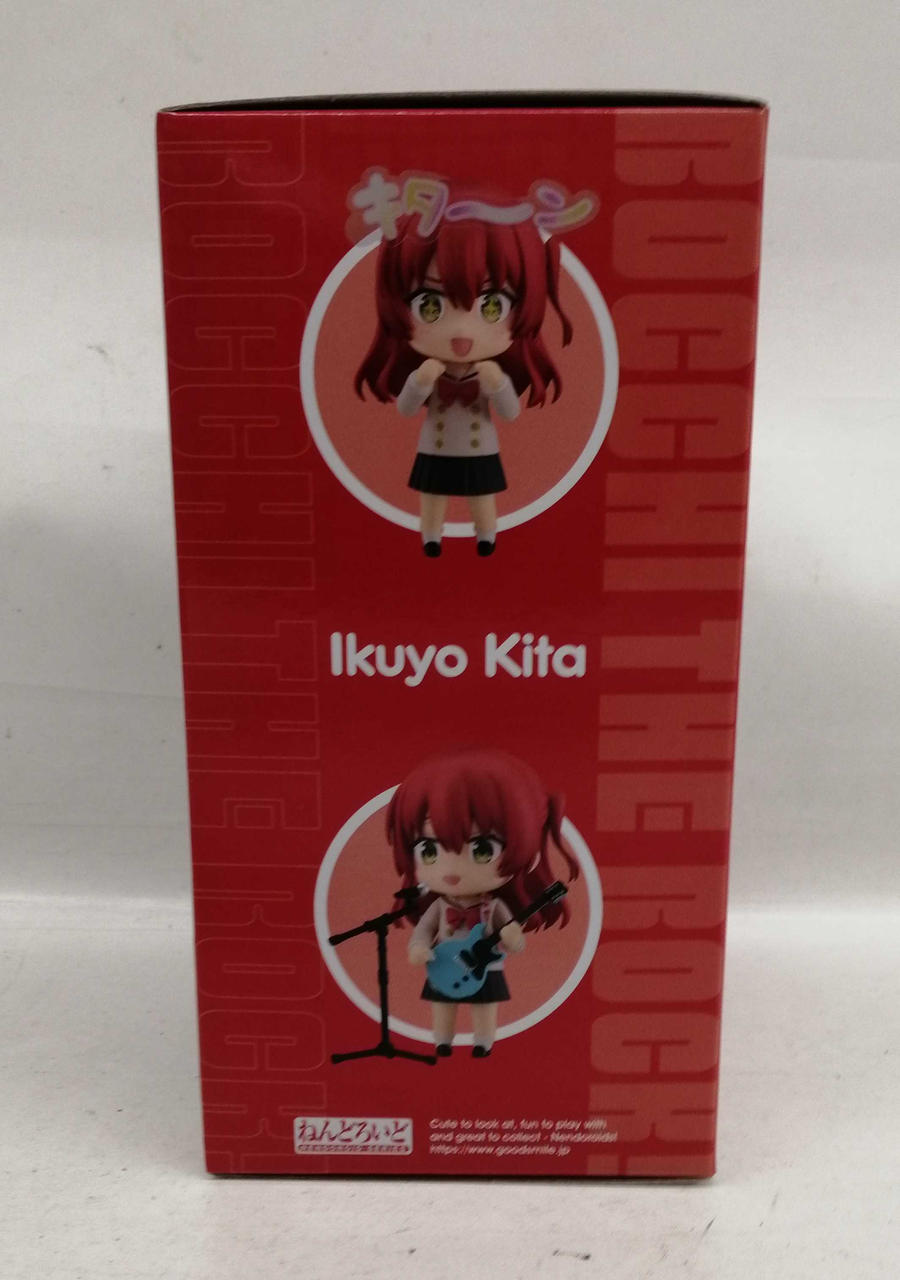 BOCCHI THE ROCK!
BOCCHI THE ROCK!
キターン
Ikuyo Kita
ねんどろいど
NENDOROID SERIES
Cute to look at, fun to play with
and great to collect - Nendoroids!
https://www.goodsmile.jp